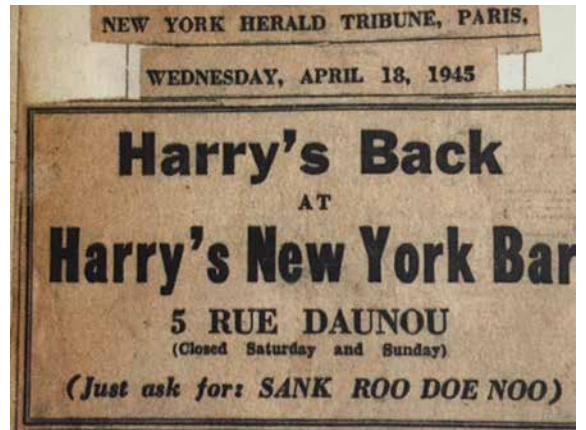 NEW YORK HERALD TRIBUNE, PARIS,
WEDNESDAY, APRIL 18, 1945
Harry's Back
AT
Harry's New York Bar
5 RUE DAUNOU
(Closed Saturday and Sunday)
(Just ask for: SANK ROO DOE NOO)